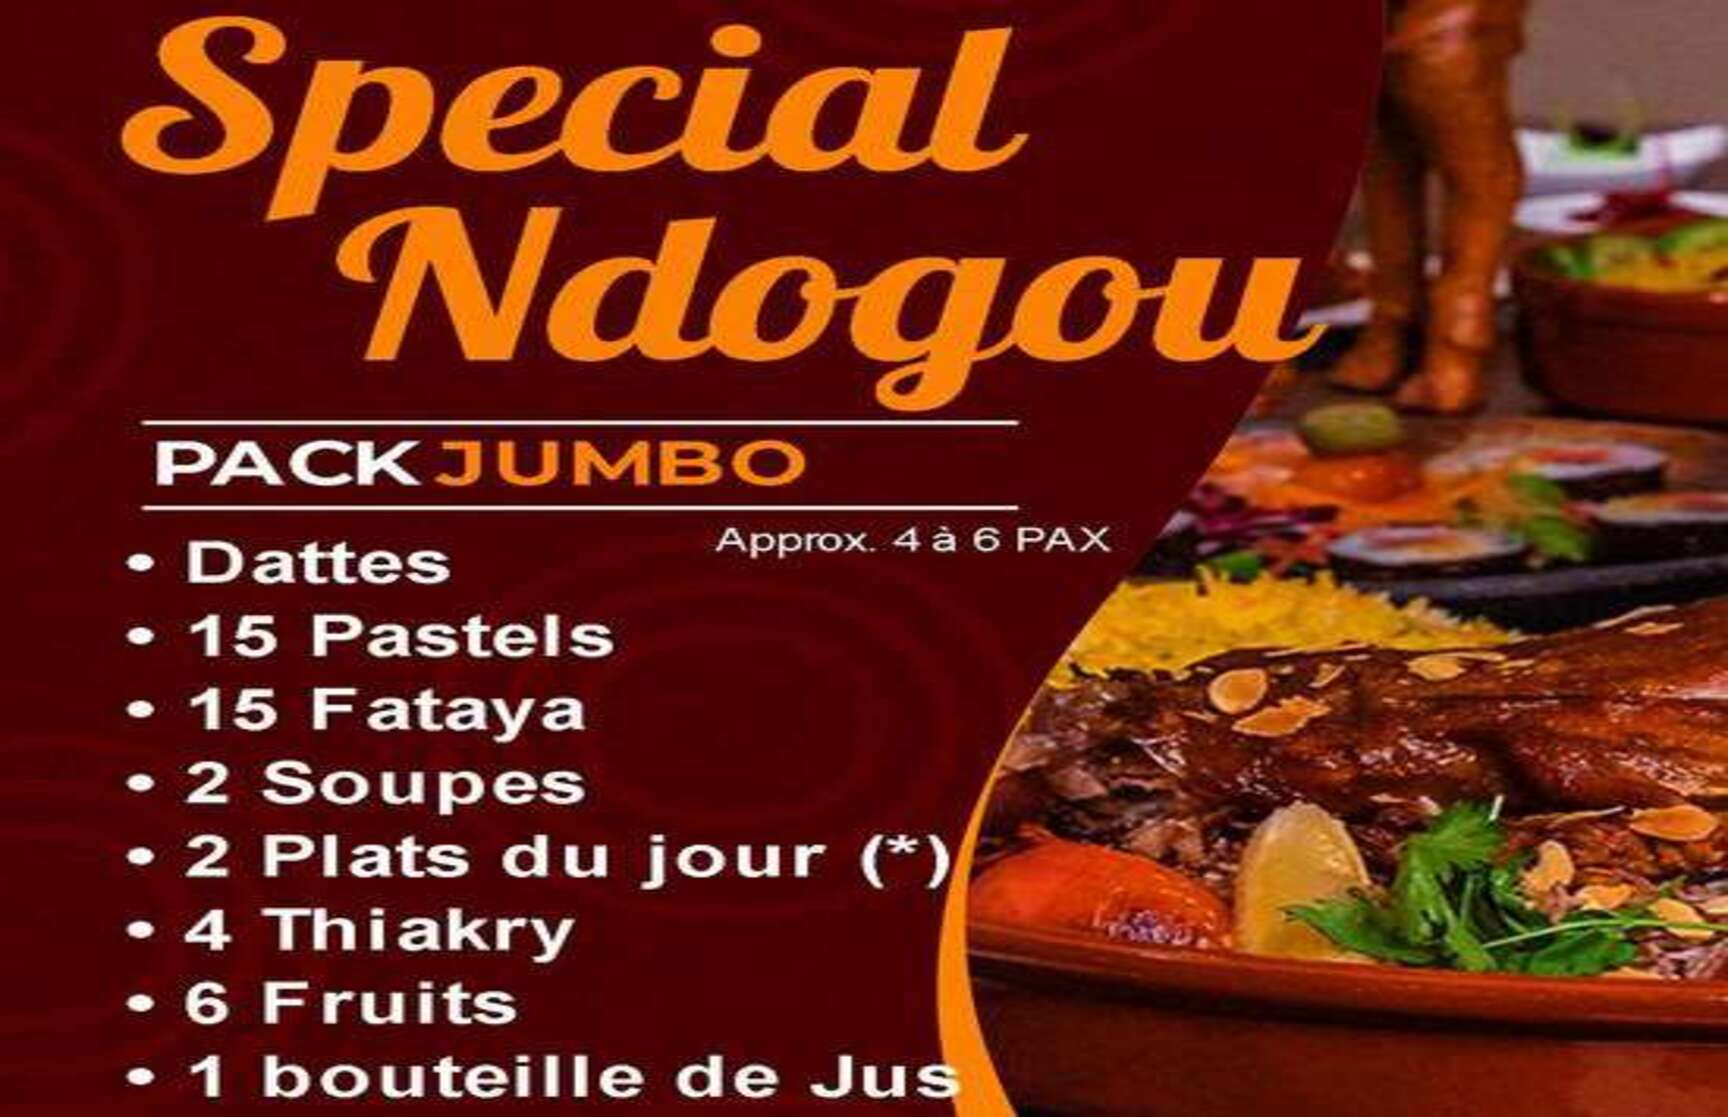 Special
Ndogou
PACK JUMBO
Approx. 4 à 6 PAX
• Dattes
• 15 Pastels
• 15 Fataya
• 2 Soupes
• 2 Plats du jour (*)
• 4 Thiakry
• 6 Fruits
• 1 bouteille de Jus